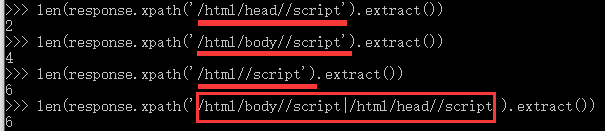 >>> len(response.xpath('/html/head//script').extract())
2
>>> len(response.xpath('/html/body//script').extract())
4
>>> len(response.xpath('/html//script').extract())
6
>>> len(response.xpath('/html/body//script|/html/head//script').extract())
6